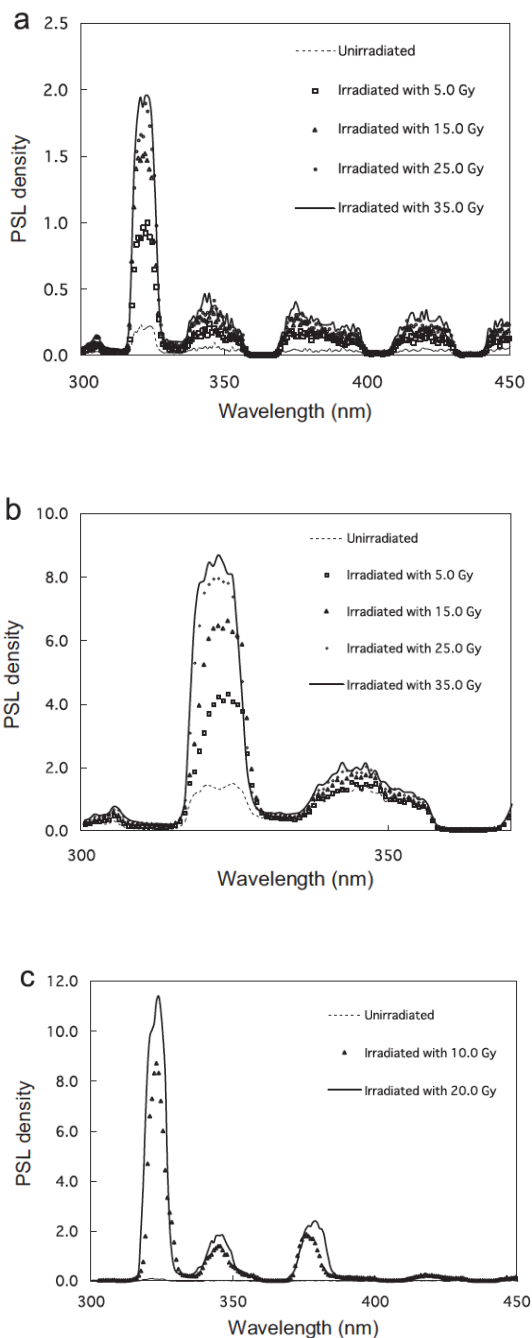 a
2.5
2.0
1.5
1.0
0.5
0.0
PSL density
Unirradiated
Irradiated with 5.0 Gy
Irradiated with 15.0 Gy
Irradiated with 25.0 Gy
Irradiated with 35.0 Gy
300 350 400 450
Wavelength (nm)
b
10.0
8.0
6.0
4.0
2.0
0.0
PSL density
Unirradiated
Irradiated with 5.0 Gy
Irradiated with 15.0 Gy
Irradiated with 25.0 Gy
Irradiated with 35.0 Gy
300 350
Wavelength (nm)
c
12.0
10.0
8.0
6.0
4.0
2.0
0.0
PSL density
Unirradiated
Irradiated with 10.0 Gy
Irradiated with 20.0 Gy
300 350 400 450
Wavelength (nm)